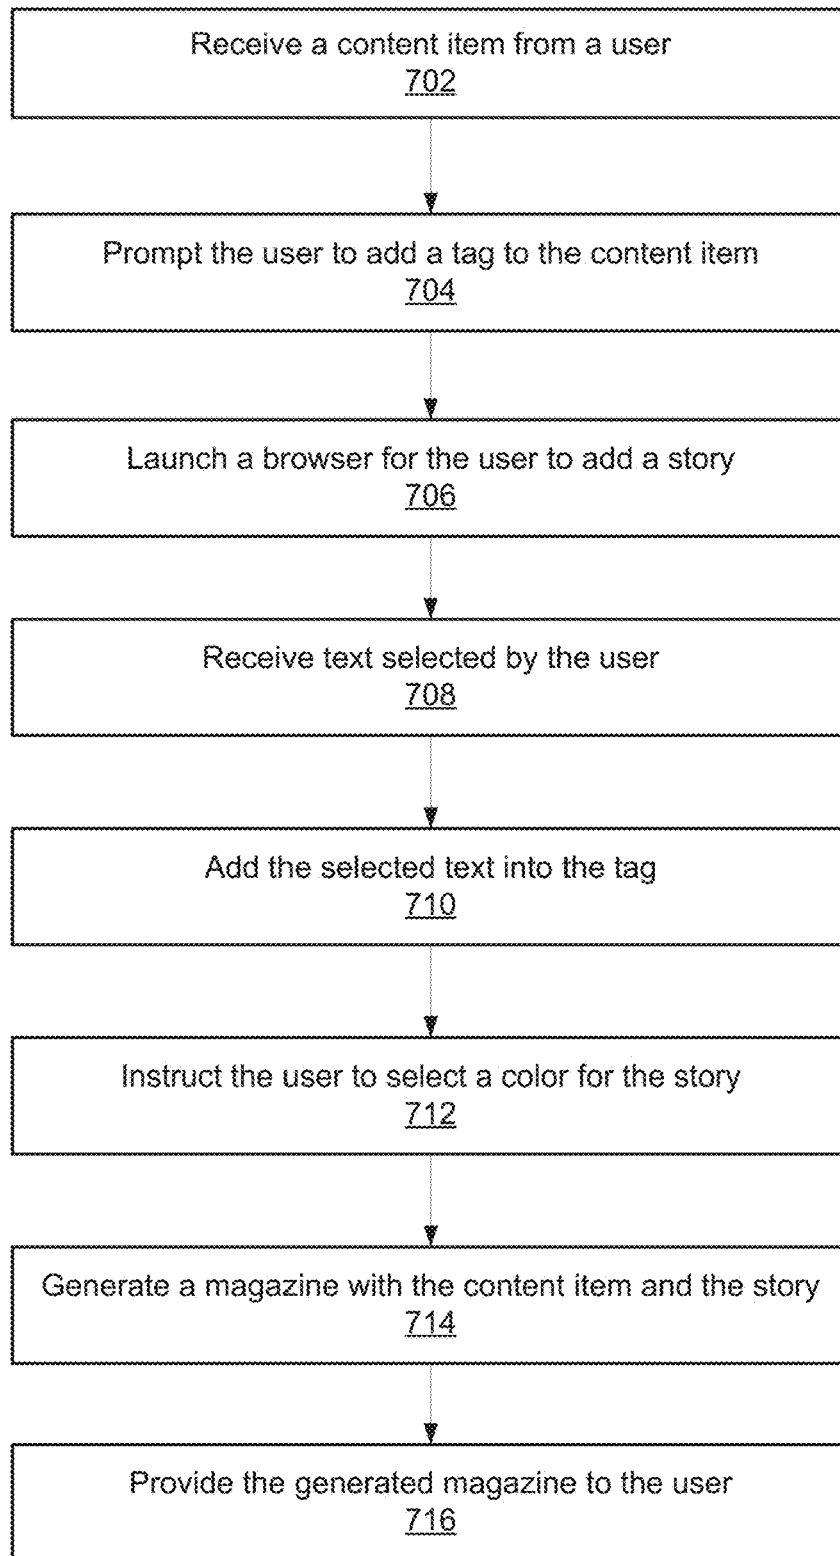 Receive a content item from a user
702
Prompt the user to add a tag to the content item
704
Launch a browser for the user to add a story
706
Receive text selected by the user
708
Add the selected text into the tag
710
Instruct the user to select a color for the story
712
Generate a magazine with the content item and the story
714
Provide the generated magazine to the user
716